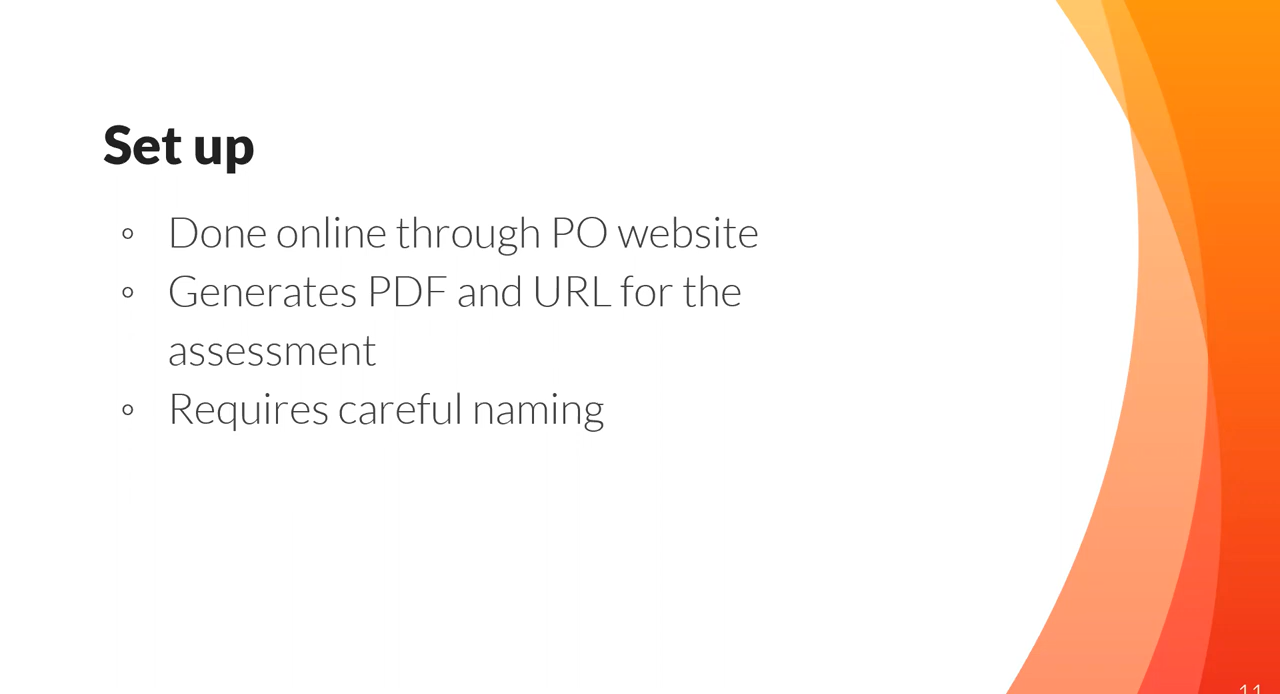 Set up
◦ Done online through PO website
◦ Generates PDF and URL for the
assessment
◦ Requires careful naming
11